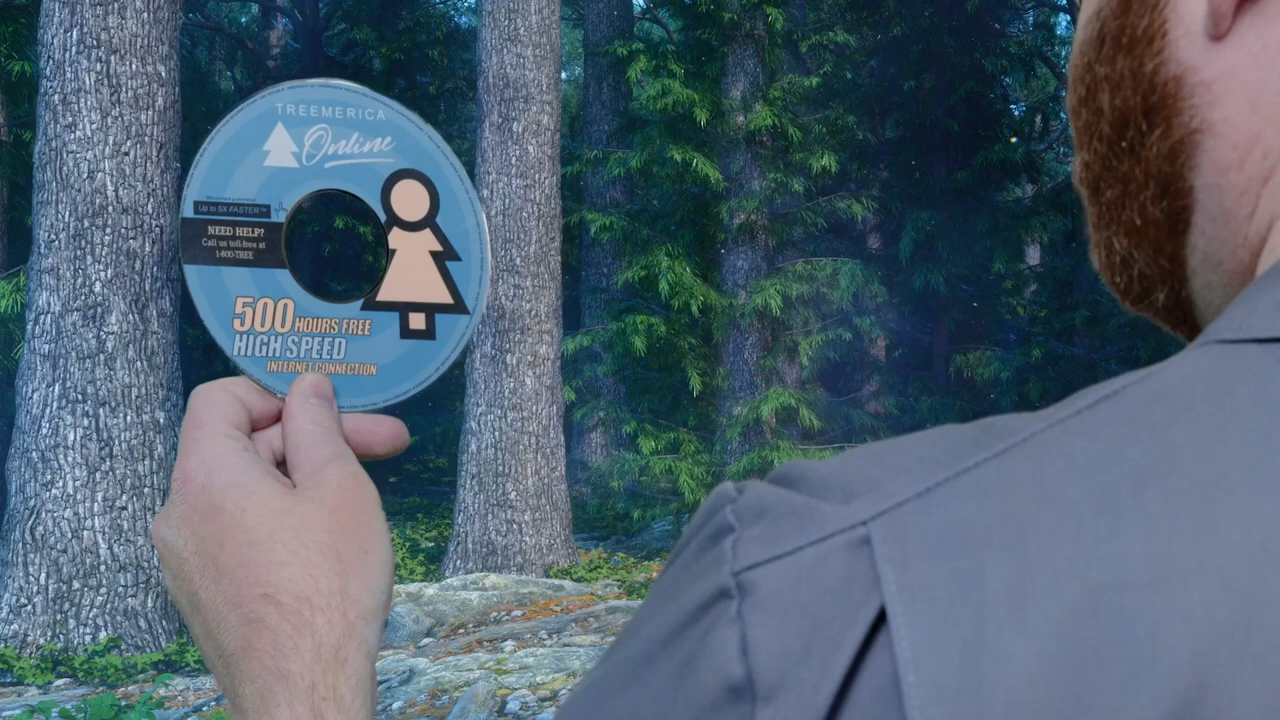 TREEMERICA
Online
Up to 5X FASTER™
NEED HELP?
Call us toll-free at
1-800-TREE
500 HOURS FREE
HIGH SPEED
INTERNET CONNECTION